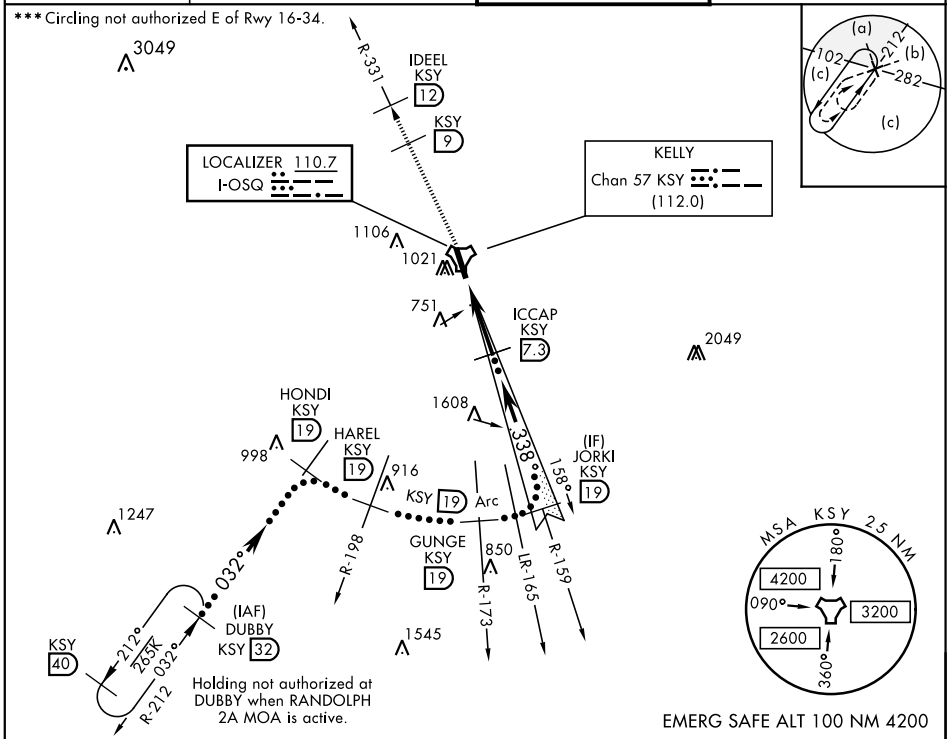 *** Circling not authorized E of Rwy 16-34.
3049
R-331
IDEEL
KSY
12
KSY
9
(a)
212
102
(b)
(c)
282
(c)
LOCALIZER 110.7
I-OSQ
KELLY
Chan 57 KSY
(112.0)
1106
1021
751
ICCAP
KSY
7.3
2049
HONDI
KSY
19
1608
998
HAREL
KSY
19
338°
(IF)
JORKI
KSY
19
158°
916
KSY 19 Arc
1247
GUNGE
KSY
19
850
R-198
R-173
LR-165
R-159
032°
(IAF)
DUBBY
KSY 32
1545
KSY
40
212°
265K
032°
R-212
Holding not authorized at
DUBBY when RANDOLPH
2A MOA is active.
MSA KSY 25 NM
180°
4200
090°
3200
2600
360°
EMERG SAFE ALT 100 NM 4200